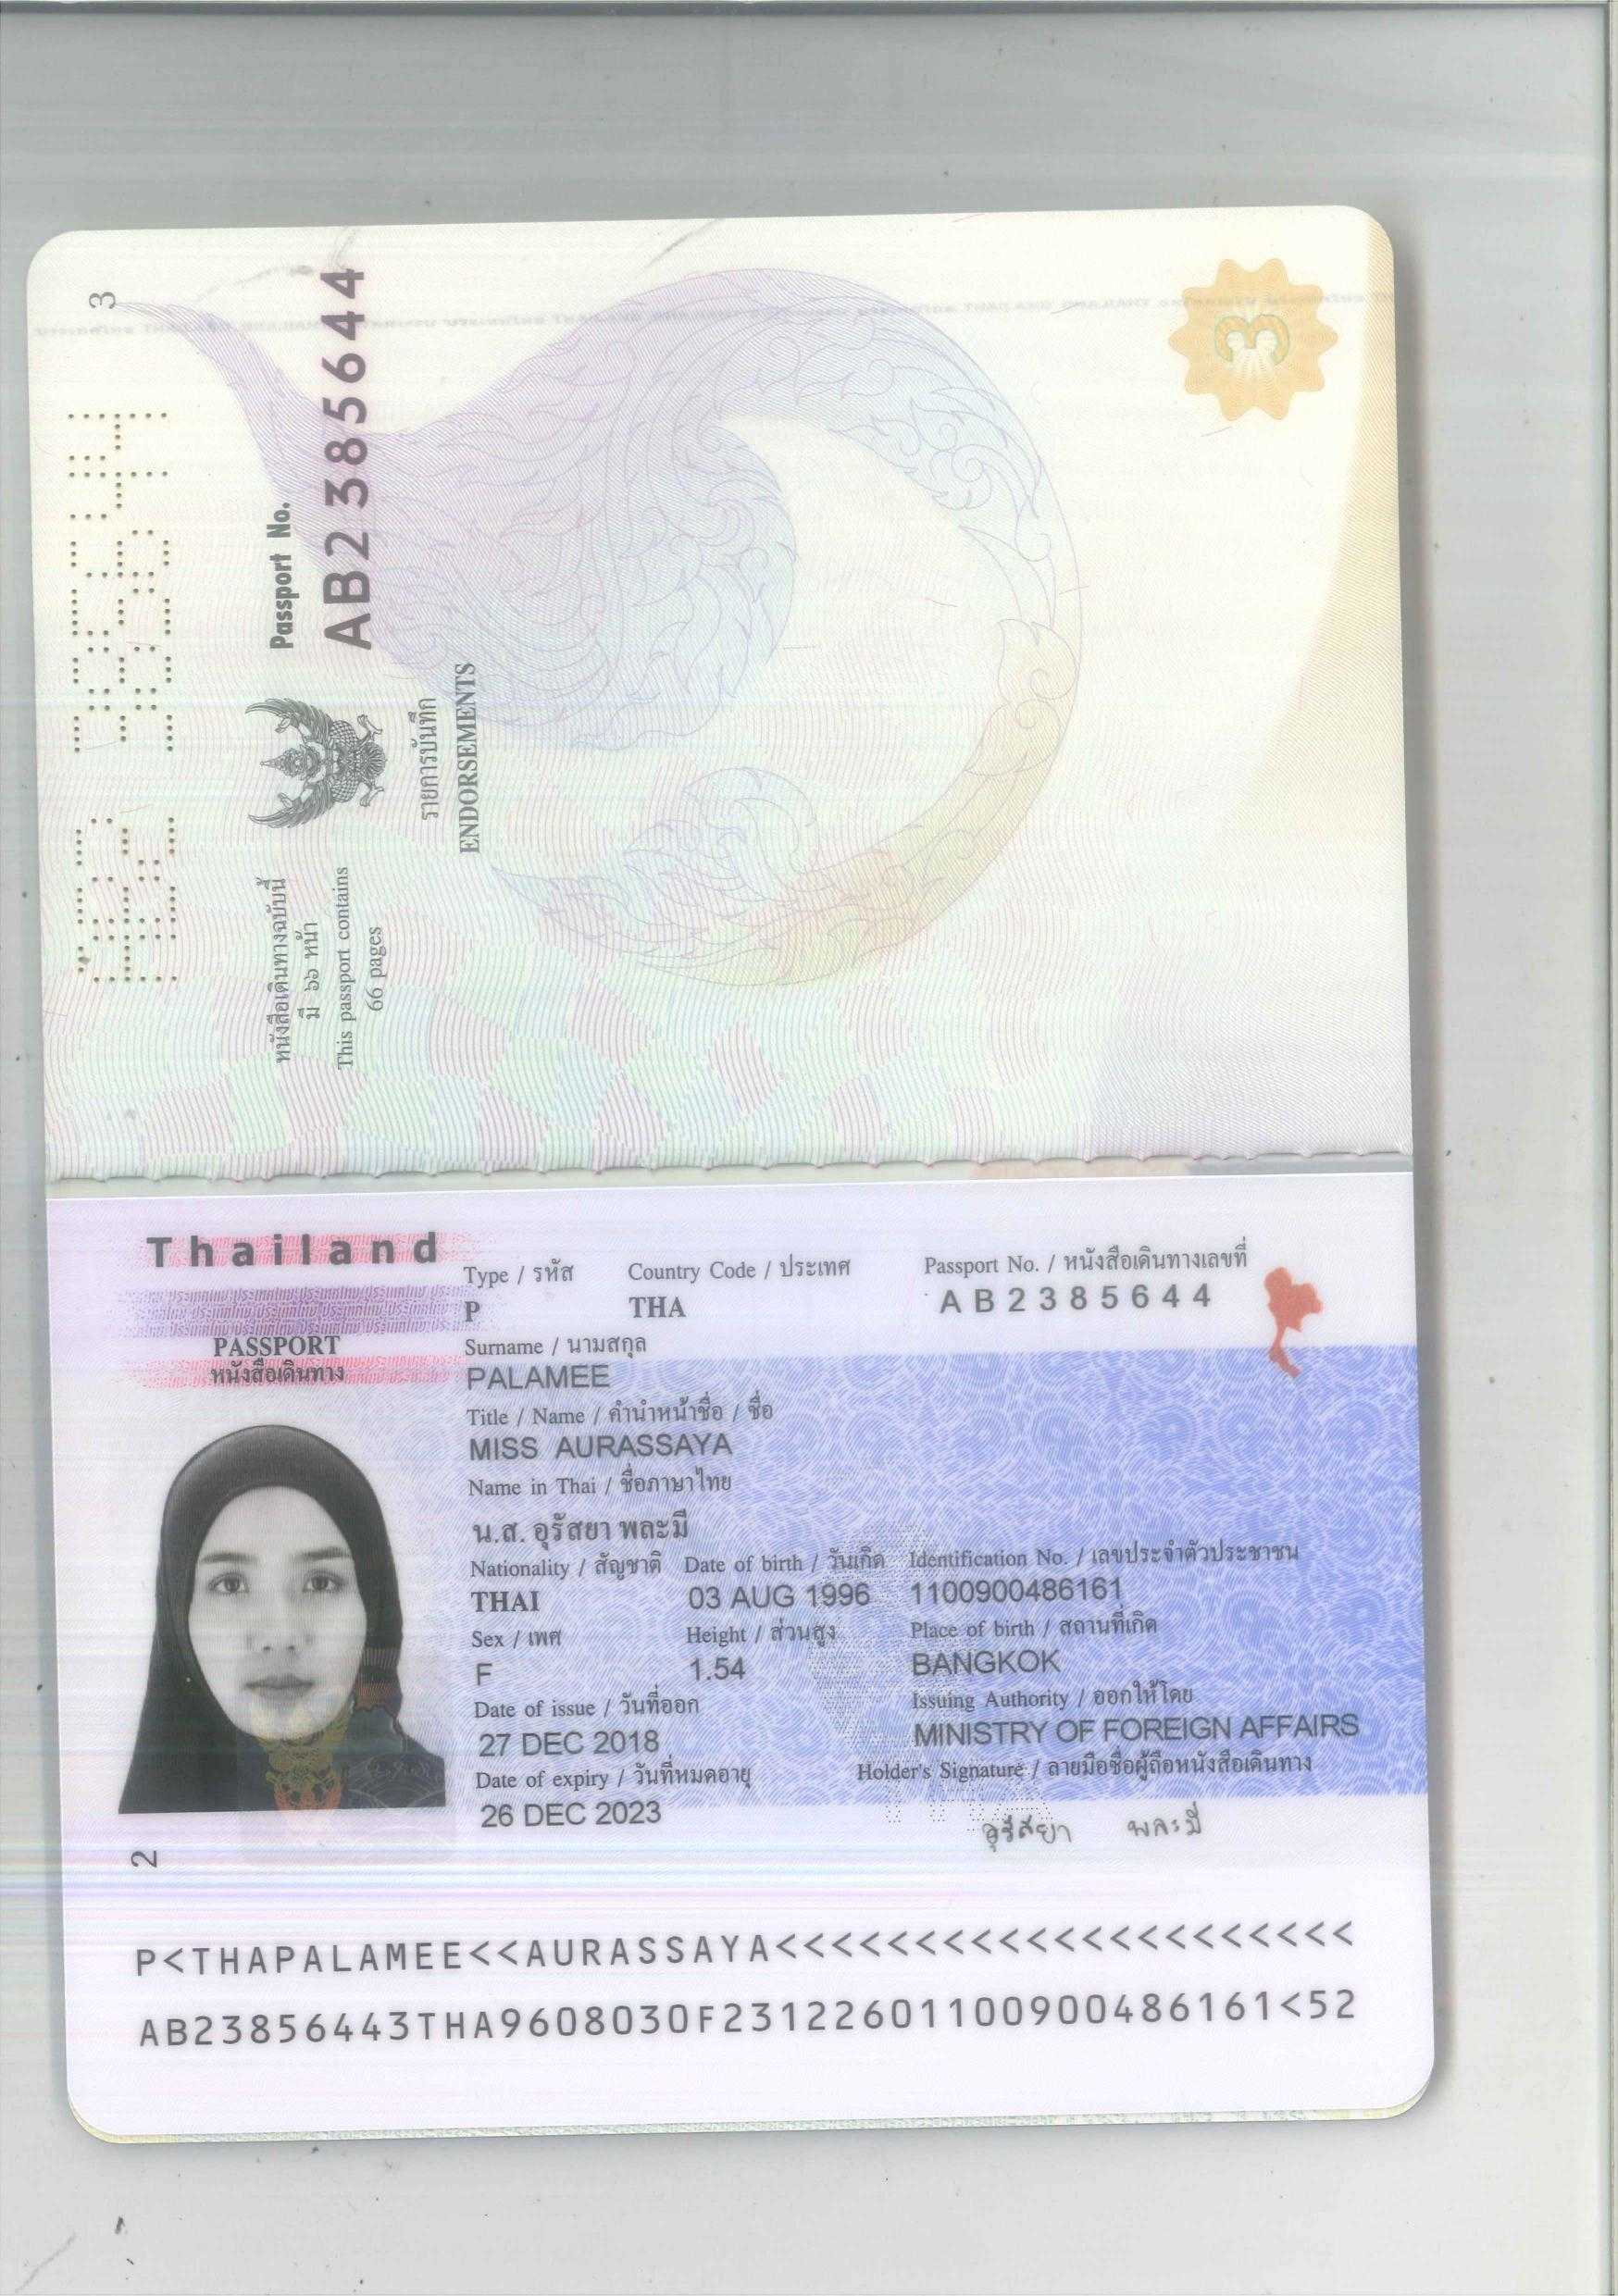 3
AB2385644
Passport No.
AB2385644
รายการบันทึก
ENDORSEMENTS
หนังสือเดินทางฉบับนี้
มี ๖๖ หน้า
This passport contains
66 pages
3
Thailand
PASSPORT
หนังสือเดินทาง
Type / รหัส Country Code / ประเทศ Passport No. / หนังสือเดินทางเลขที่
P THA AB2385644
Surname / นามสกุล
PALAMEE
Title / Name / คำนำหน้าชื่อ / ชื่อ
MISS AURASSAYA
Name in Thai / ชื่อภาษาไทย
น.ส. อุรัสยา พละมี
Nationality / สัญชาติ Date of birth / วันเกิด Identification No. / เลขประจำตัวประชาชน
THAI 03 AUG 1996 1100900486161
Sex / เพศ Height / ส่วนสูง Place of birth / สถานที่เกิด
F 1.54 BANGKOK
Date of issue / วันที่ออก Issuing Authority / ออกให้โดย
27 DEC 2018 MINISTRY OF FOREIGN AFFAIRS
Date of expiry / วันที่หมดอายุ Holder's Signature / ลายมือชื่อผู้ถือหนังสือเดินทาง
26 DEC 2023 อุรัสยา พละมี
2
P<THAPALAMEE<<AURASSAYA<<<<<<<<<<<<<<<<<<<<<
AB23856443THA9608030F23122601100900486161<52